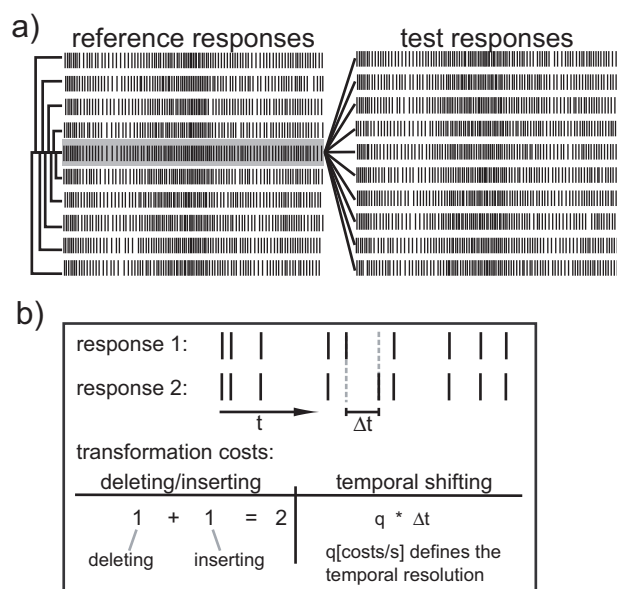 a)
reference responses
test responses
b)
response 1:
response 2:
t
Δt
transformation costs:
deleting/inserting
temporal shifting
1 + 1 = 2
q * Δt
deleting
inserting
q[costs/s] defines the
temporal resolution